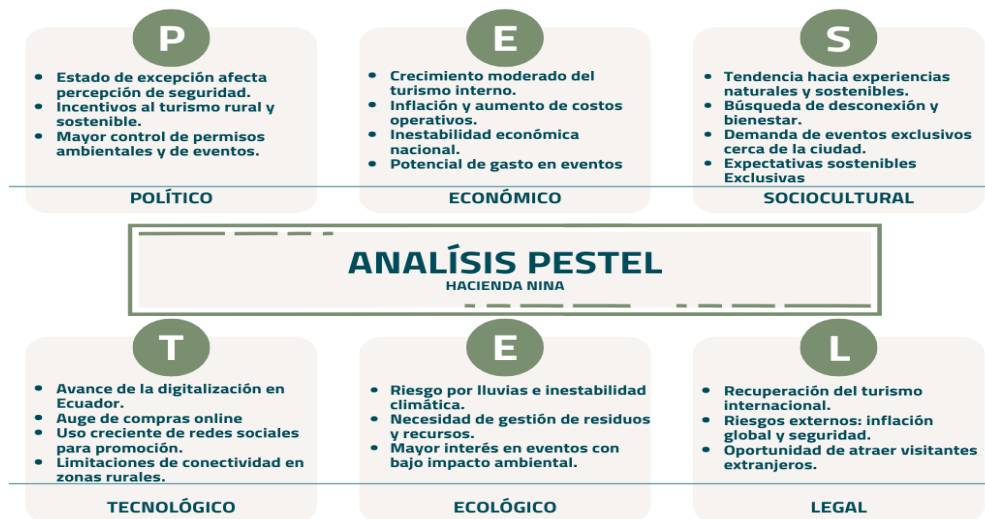 P
• Estado de excepción afecta
percepción de seguridad.
• Incentivos al turismo rural y
sostenible.
• Mayor control de permisos
ambientales y de eventos.
POLÍTICO
E
• Crecimiento moderado del
turismo interno.
• Inflación y aumento de costos
operativos.
• Inestabilidad económica
nacional.
• Potencial de gasto en eventos
ECONÓMICO
S
• Tendencia hacia experiencias
naturales y sostenibles.
• Búsqueda de desconexión y
bienestar.
• Demanda de eventos exclusivos
cerca de la ciudad.
• Expectativas sostenibles
Exclusivas
SOCIOCULTURAL
ANALÍSIS PESTEL
HACIENDA NINA
T
• Avance de la digitalización en
Ecuador.
• Auge de compras online
• Uso creciente de redes sociales
para promoción.
• Limitaciones de conectividad en
zonas rurales.
TECNOLÓGICO
E
• Riesgo por lluvias e inestabilidad
climática.
• Necesidad de gestión de residuos
y recursos.
• Mayor interés en eventos con
bajo impacto ambiental.
ECOLÓGICO
L
• Recuperación del turismo
internacional.
• Riesgos externos: inflación
global y seguridad.
• Oportunidad de atraer visitantes
extranjeros.
LEGAL